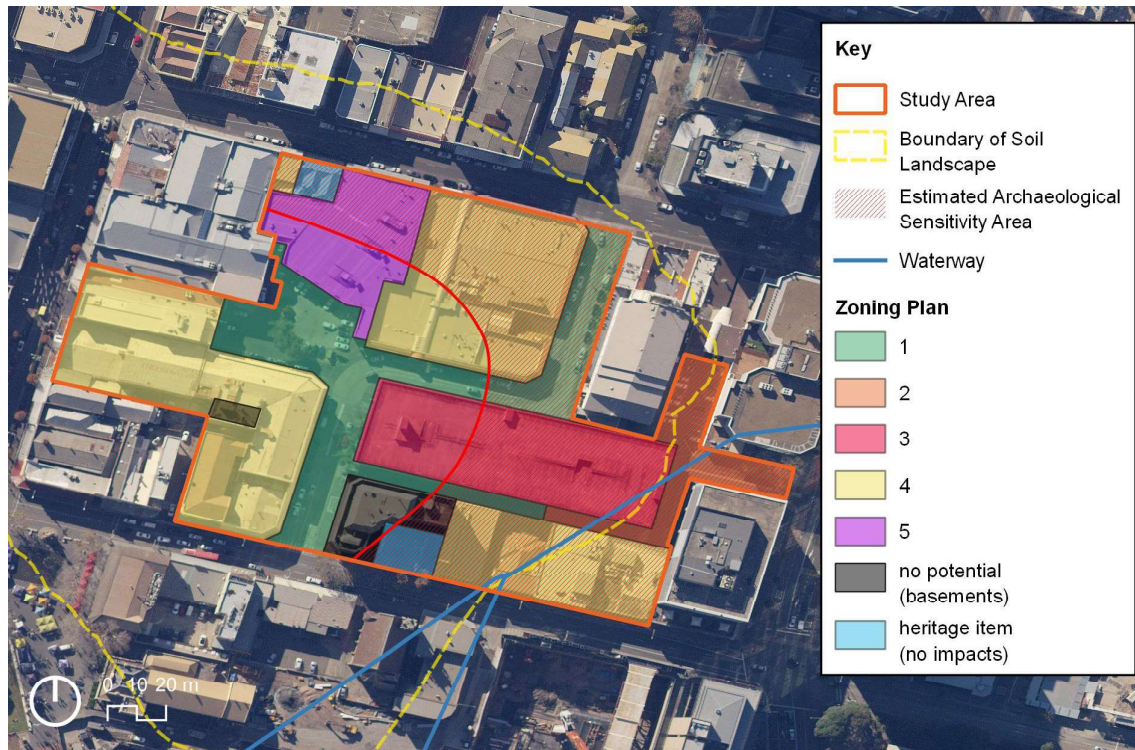 Key
Study Area
Boundary of Soil
Landscape
Estimated Archaeological
Sensitivity Area
Waterway
Zoning Plan
1
2
3
4
5
no potential
(basements)
heritage item
(no impacts)
0 10 20 m